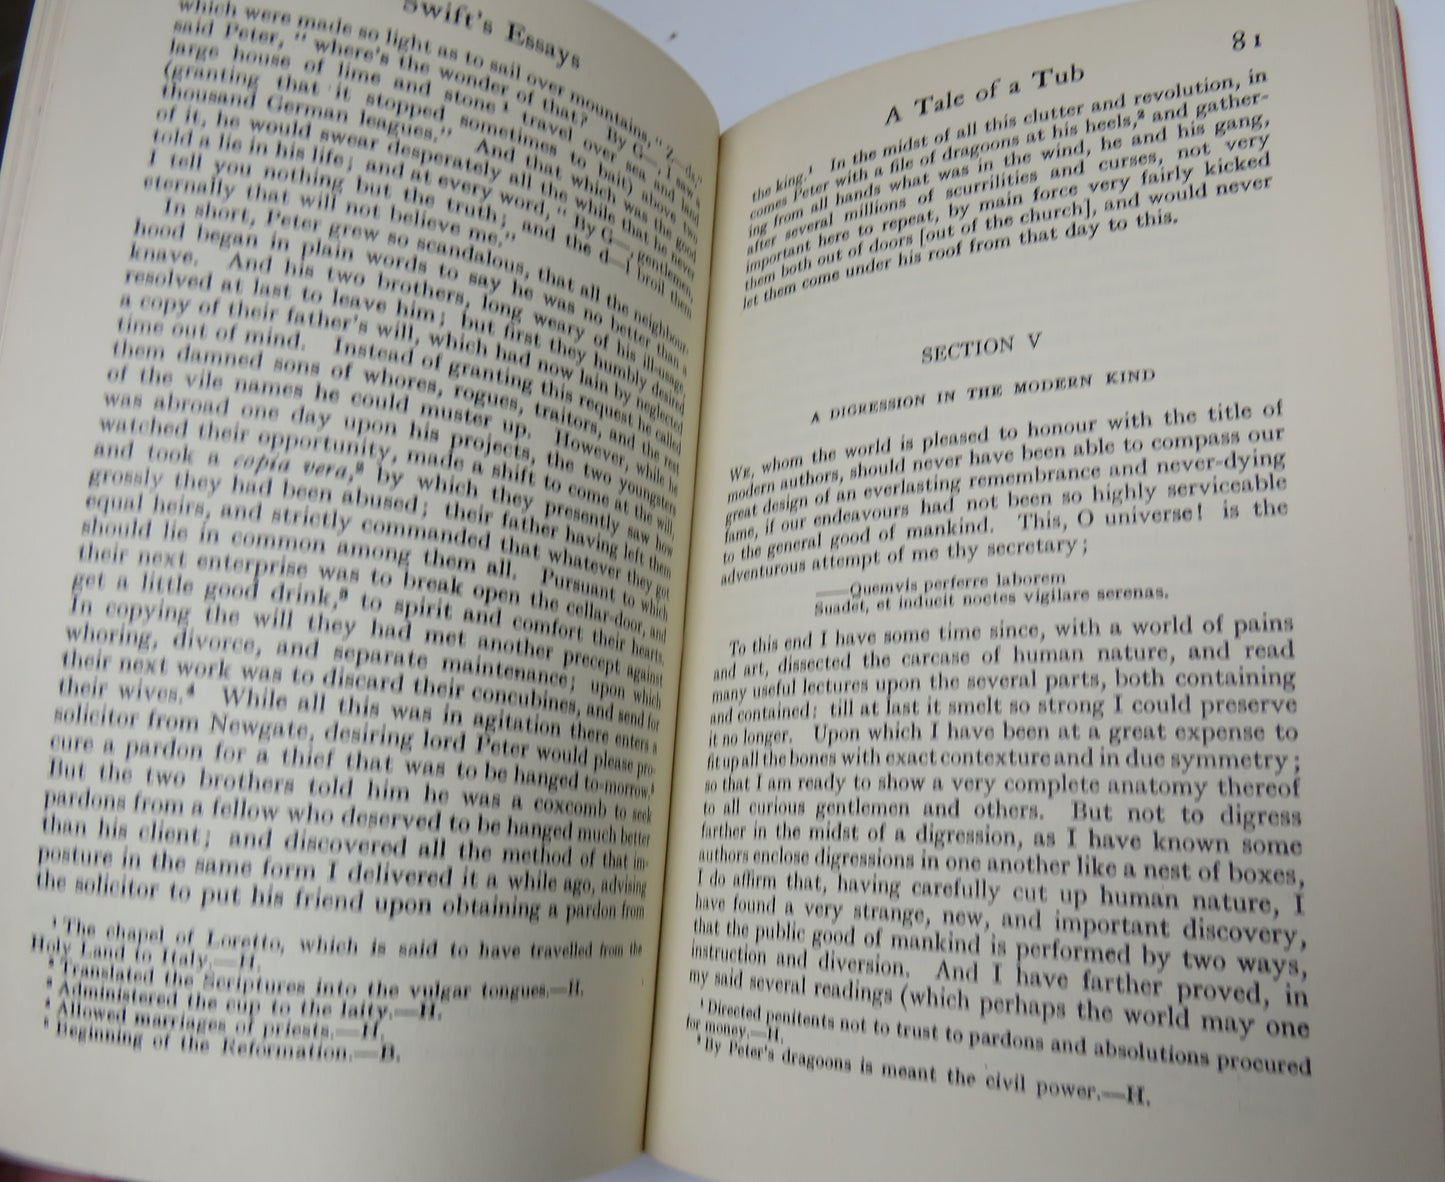 Swift's Essays
which were made so light as to sail over mountains. "Z—ds,"
said Peter, "where's the wonder of that? By G—, I saw a
large house of lime and stone¹ travel over sea and land
(granting that it stopped sometimes to bait) above two
thousand German leagues." And that which was the good
of it, he would swear desperately all the while that he never
told a lie in his life; and at every word, "By G—, gentlemen,
I tell you nothing but the truth; and the d—l broil them
eternally that will not believe me."
In short, Peter grew so scandalous, that all the neighbour-
hood began in plain words to say he was no better than a
knave. And his two brothers, long weary of his ill-usage,
resolved at last to leave him; but first they humbly desired
a copy of their father's will, which had now lain by neglected
time out of mind. Instead of granting this request he called
them damned sons of whores, rogues, traitors, and the rest
of the vile names he could muster up. However, while he
was abroad one day upon his projects, the two youngsters
watched their opportunity, made a shift to come at the will,
and took a copia vera,² by which they presently saw how
grossly they had been abused; their father having left them
equal heirs, and strictly commanded that whatever they got
should lie in common among them all. Pursuant to which
their next enterprise was to break open the cellar-door, and
get a little good drink,³ to spirit and comfort their hearts.
In copying the will they had met another precept against
whoring, divorce, and separate maintenance; upon which
their next work was to discard their concubines, and send for
their wives.⁴ While all this was in agitation there enters a
solicitor from Newgate, desiring lord Peter would please pro-
cure a pardon for a thief that was to be hanged to-morrow.⁵
But the two brothers told him he was a coxcomb to seek
pardons from a fellow who deserved to be hanged much better
than his client; and discovered all the method of that im-
posture in the same form I delivered it a while ago, advising
the solicitor to put his friend upon obtaining a pardon from
¹ The chapel of Loretto, which is said to have travelled from the
Holy Land to Italy.—H.
² Translated the Scriptures into the vulgar tongues.—H.
³ Administered the cup to the laity.—H.
⁴ Allowed marriages of priests.—H.
⁵ Beginning of the Reformation.—B.
A Tale of a Tub 81
the king.¹ In the midst of all this clutter and revolution, in
comes Peter with a file of dragoons at his heels,² and gather-
ing from all hands what was in the wind, he and his gang,
after several millions of scurrilities and curses, not very
important here to repeat, by main force very fairly kicked
them both out of doors [out of the church], and would never
let them come under his roof from that day to this.
SECTION V
A DIGRESSION IN THE MODERN KIND
WE, whom the world is pleased to honour with the title of
modern authors, should never have been able to compass our
great design of an everlasting remembrance and never-dying
fame, if our endeavours had not been so highly serviceable
to the general good of mankind. This, O universe! is the
adventurous attempt of me thy secretary;
——Quemvis perferre laborem
Suadet, et inducit noctes vigilare serenas.
To this end I have some time since, with a world of pains
and art, dissected the carcase of human nature, and read
many useful lectures upon the several parts, both containing
and contained; till at last it smelt so strong I could preserve
it no longer. Upon which I have been at a great expense to
fit up all the bones with exact contexture and in due symmetry;
so that I am ready to show a very complete anatomy thereof
to all curious gentlemen and others. But not to digress
farther in the midst of a digression, as I have known some
authors enclose digressions in one another like a nest of boxes,
I do affirm that, having carefully cut up human nature, I
have found a very strange, new, and important discovery,
that the public good of mankind is performed by two ways,
instruction and diversion. And I have farther proved, in
my said several readings (which perhaps the world may one
¹ Directed penitents not to trust to pardons and absolutions procured
for money.—H.
² By Peter's dragoons is meant the civil power.—H.